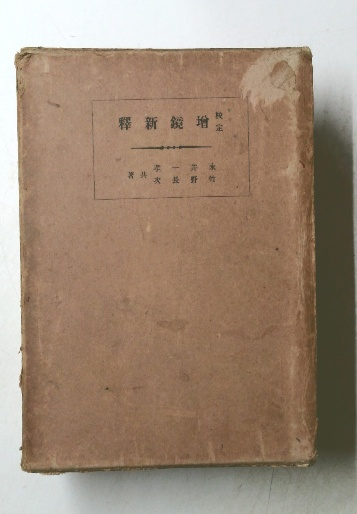 校定 增鏡新釋
永井一孝
竹野長次
共著